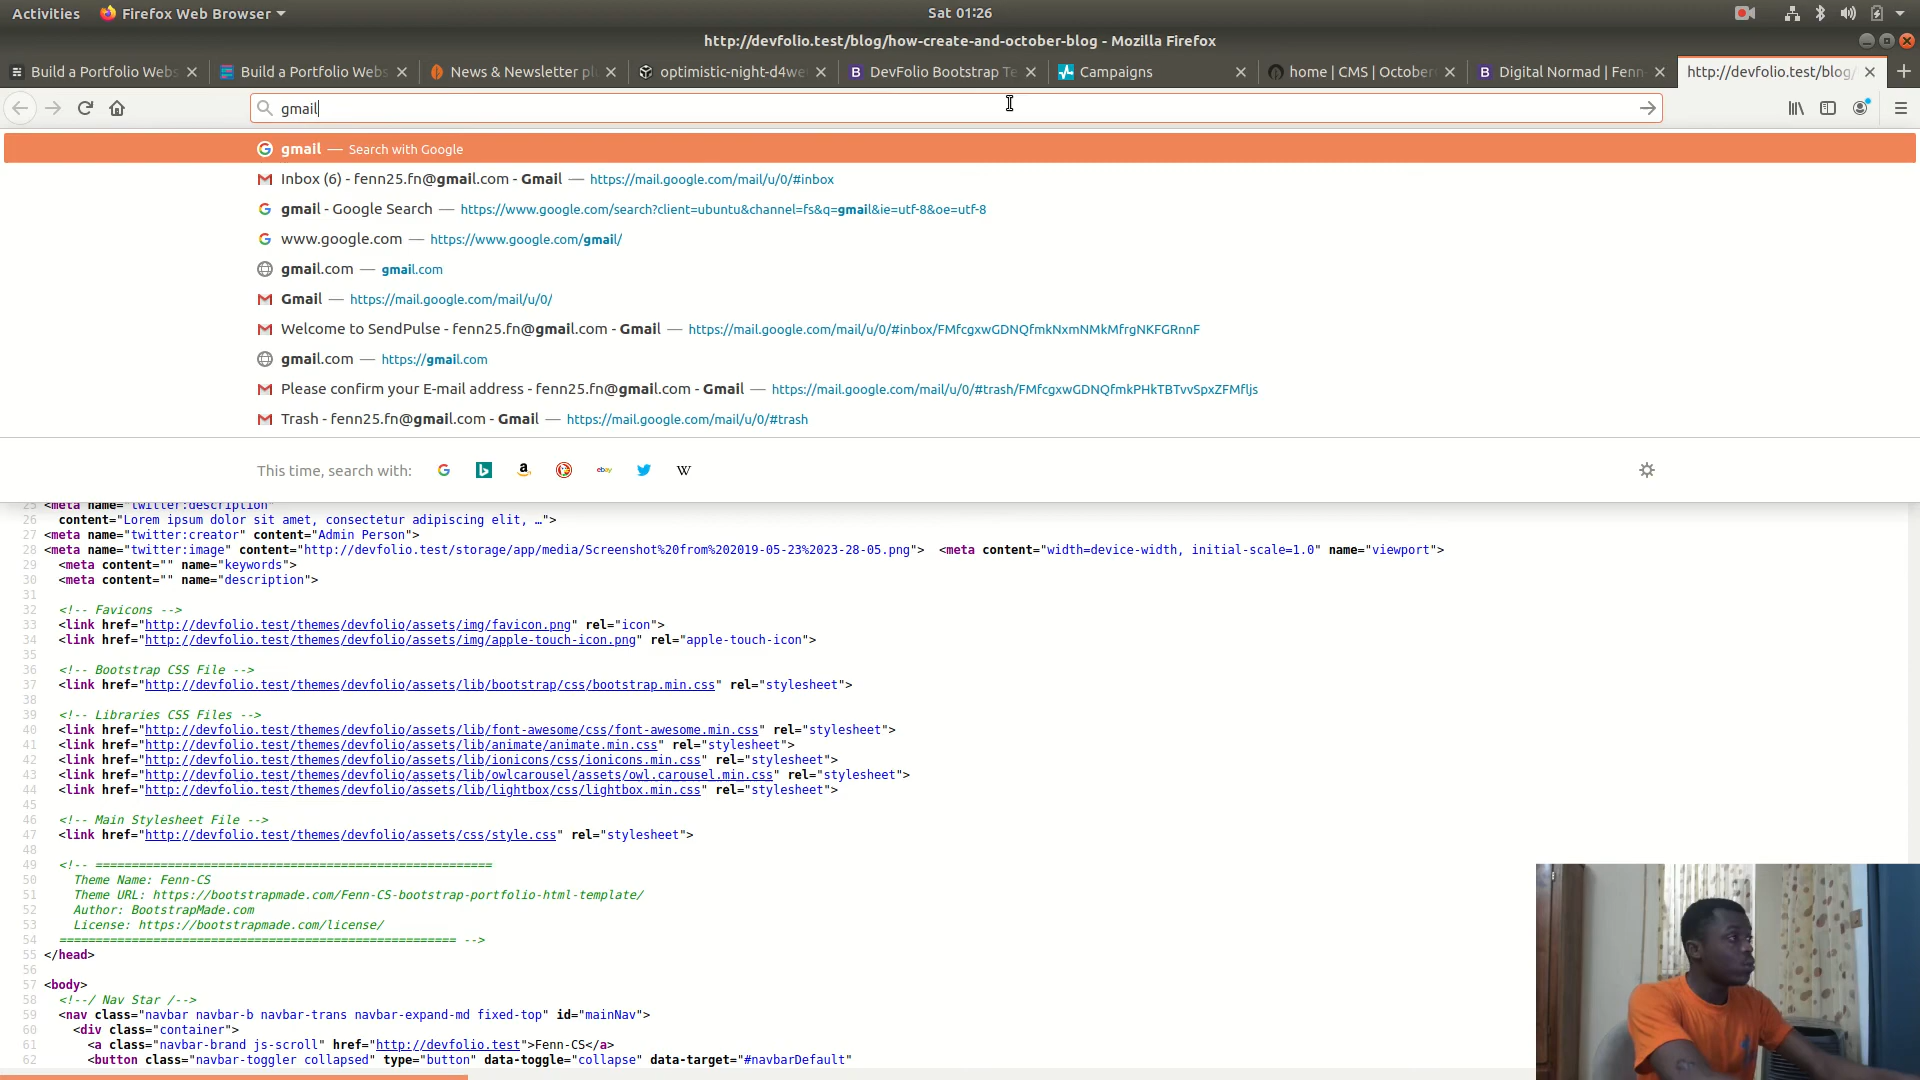 Activities Firefox Web Browser Sat 01:26
http://devfolio.test/blog/how-create-and-october-blog - Mozilla Firefox
Build a Portfolio Webs Build a Portfolio Webs News & Newsletter pl optimistic-night-d4we DevFolio Bootstrap Te Campaigns home | CMS | October Digital Normad | Fenn- http://devfolio.test/blog/
gmail
gmail — Search with Google
Inbox (6) - fenn25.fn@gmail.com - Gmail — https://mail.google.com/mail/u/0/#inbox
gmail - Google Search — https://www.google.com/search?client=ubuntu&channel=fs&q=gmail&ie=utf-8&oe=utf-8
www.google.com — https://www.google.com/gmail/
gmail.com — gmail.com
Gmail — https://mail.google.com/mail/u/0/
Welcome to SendPulse - fenn25.fn@gmail.com - Gmail — https://mail.google.com/mail/u/0/#inbox/FMfcgxwGDNQfmkNxmNMkMfrgNKFGRnnF
gmail.com — https://gmail.com
Please confirm your E-mail address - fenn25.fn@gmail.com - Gmail — https://mail.google.com/mail/u/0/#trash/FMfcgxwGDNQfmkPHkTBTvvSpxZFMfljs
Trash - fenn25.fn@gmail.com - Gmail — https://mail.google.com/mail/u/0/#trash
This time, search with: G b a ebay W
25 <meta name="twitter:description"
26 content="Lorem ipsum dolor sit amet, consectetur adipiscing elit, …">
27 <meta name="twitter:creator" content="Admin Person">
28 <meta name="twitter:image" content="http://devfolio.test/storage/app/media/Screenshot%20from%202019-05-23%2023-28-05.png"> <meta content="width=device-width, initial-scale=1.0" name="viewport">
29 <meta content="" name="keywords">
30 <meta content="" name="description">
31
32 <!-- Favicons -->
33 <link href="http://devfolio.test/themes/devfolio/assets/img/favicon.png" rel="icon">
34 <link href="http://devfolio.test/themes/devfolio/assets/img/apple-touch-icon.png" rel="apple-touch-icon">
35
36 <!-- Bootstrap CSS File -->
37 <link href="http://devfolio.test/themes/devfolio/assets/lib/bootstrap/css/bootstrap.min.css" rel="stylesheet">
38
39 <!-- Libraries CSS Files -->
40 <link href="http://devfolio.test/themes/devfolio/assets/lib/font-awesome/css/font-awesome.min.css" rel="stylesheet">
41 <link href="http://devfolio.test/themes/devfolio/assets/lib/animate/animate.min.css" rel="stylesheet">
42 <link href="http://devfolio.test/themes/devfolio/assets/lib/ionicons/css/ionicons.min.css" rel="stylesheet">
43 <link href="http://devfolio.test/themes/devfolio/assets/lib/owlcarousel/assets/owl.carousel.min.css" rel="stylesheet">
44 <link href="http://devfolio.test/themes/devfolio/assets/lib/lightbox/css/lightbox.min.css" rel="stylesheet">
45
46 <!-- Main Stylesheet File -->
47 <link href="http://devfolio.test/themes/devfolio/assets/css/style.css" rel="stylesheet">
48
49 <!-- =======================================================
50 Theme Name: Fenn-CS
51 Theme URL: https://bootstrapmade.com/Fenn-CS-bootstrap-portfolio-html-template/
52 Author: BootstrapMade.com
53 License: https://bootstrapmade.com/license/
54 ======================================================= -->
55 </head>
56
57 <body>
58 <!--/ Nav Star /-->
59 <nav class="navbar navbar-b navbar-trans navbar-expand-md fixed-top" id="mainNav">
60 <div class="container">
61 <a class="navbar-brand js-scroll" href="http://devfolio.test">Fenn-CS</a>
62 <button class="navbar-toggler collapsed" type="button" data-toggle="collapse" data-target="#navbarDefault"